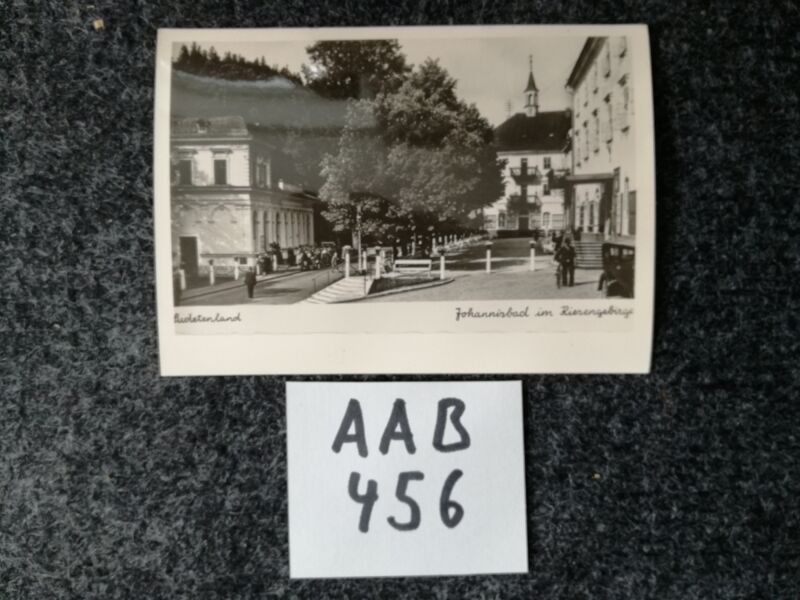 Sudetenland
Johannisbad im Riesengebirge
AAB
456